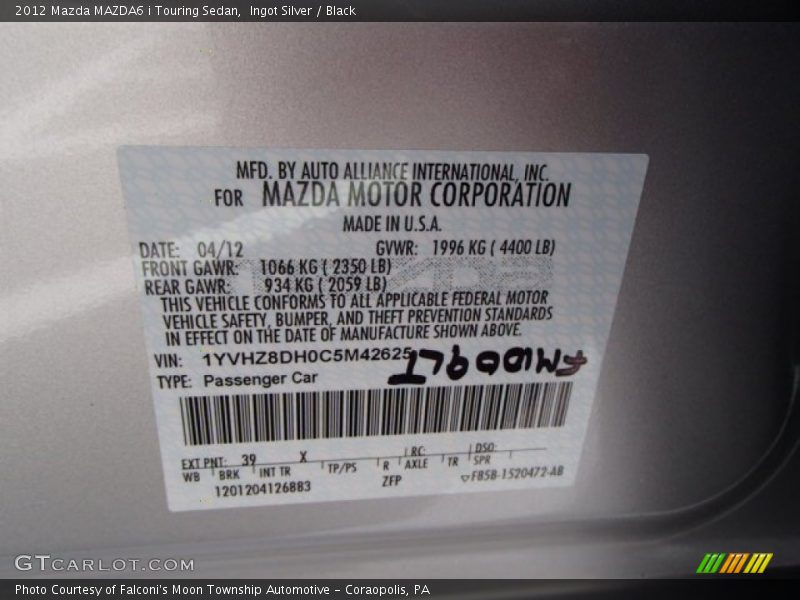 2012 Mazda MAZDA6 i Touring Sedan, Ingot Silver / Black
MFD. BY AUTO ALLIANCE INTERNATIONAL, INC.
FOR MAZDA MOTOR CORPORATION
MADE IN U.S.A.
DATE: 04/12 GVWR: 1996 KG ( 4400 LB)
FRONT GAWR: 1066 KG ( 2350 LB)
REAR GAWR: 934 KG ( 2059 LB)
THIS VEHICLE CONFORMS TO ALL APPLICABLE FEDERAL MOTOR
VEHICLE SAFETY, BUMPER, AND THEFT PREVENTION STANDARDS
IN EFFECT ON THE DATE OF MANUFACTURE SHOWN ABOVE.
VIN: 1YVHZ8DH0C5M42625
TYPE: Passenger Car
EXT PNT: 39 X RC: DSO:
WB BRK INT TR TP/PS R AXLE TR SPR
1201204126883 ZFP F85B-1520472-AB
GTCARLOT.COM
Photo Courtesy of Falconi's Moon Township Automotive – Coraopolis, PA